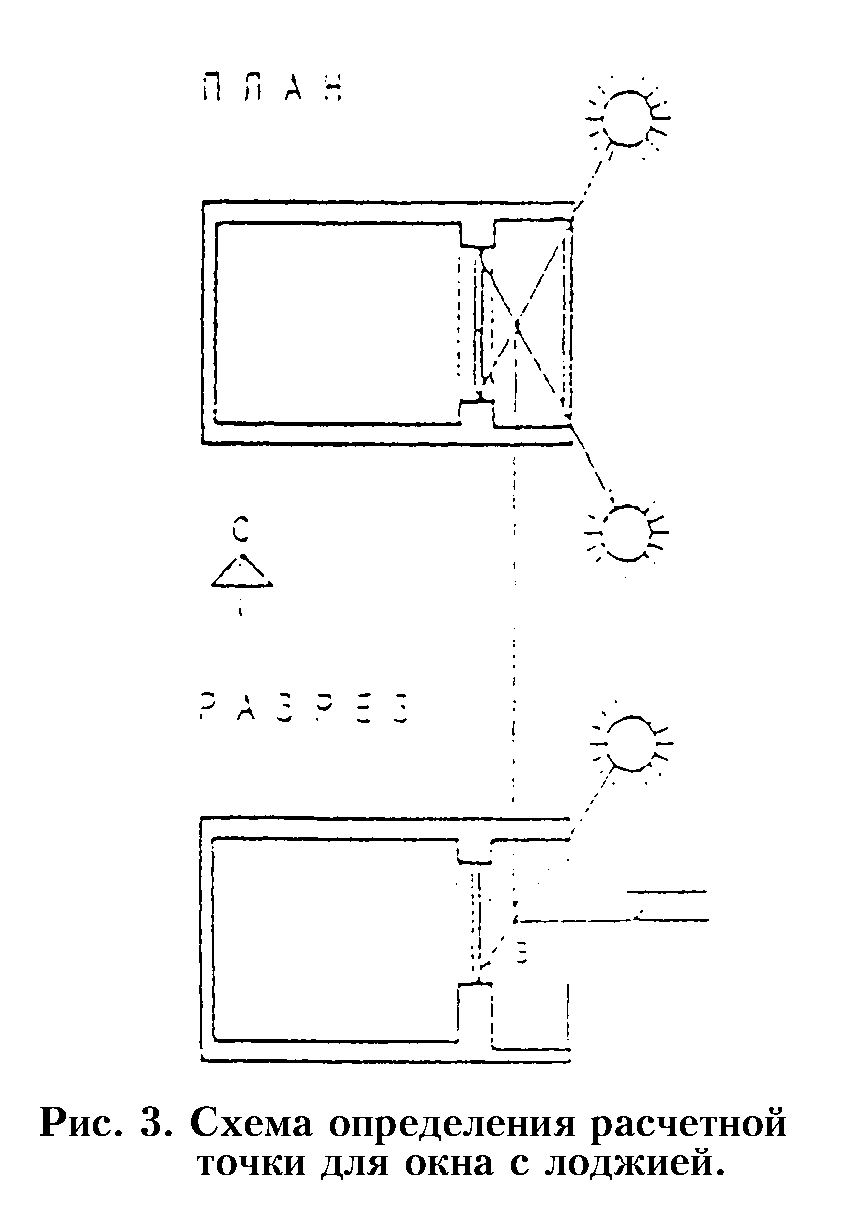 ПЛАН
С
РАЗРЕЗ
В
Рис. 3. Схема определения расчетной
точки для окна с лоджией.